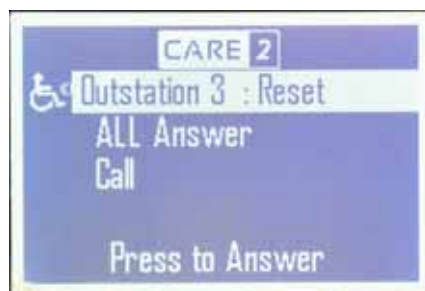 CARE 2
Outstation 3 : Reset
ALL Answer
Call
Press to Answer